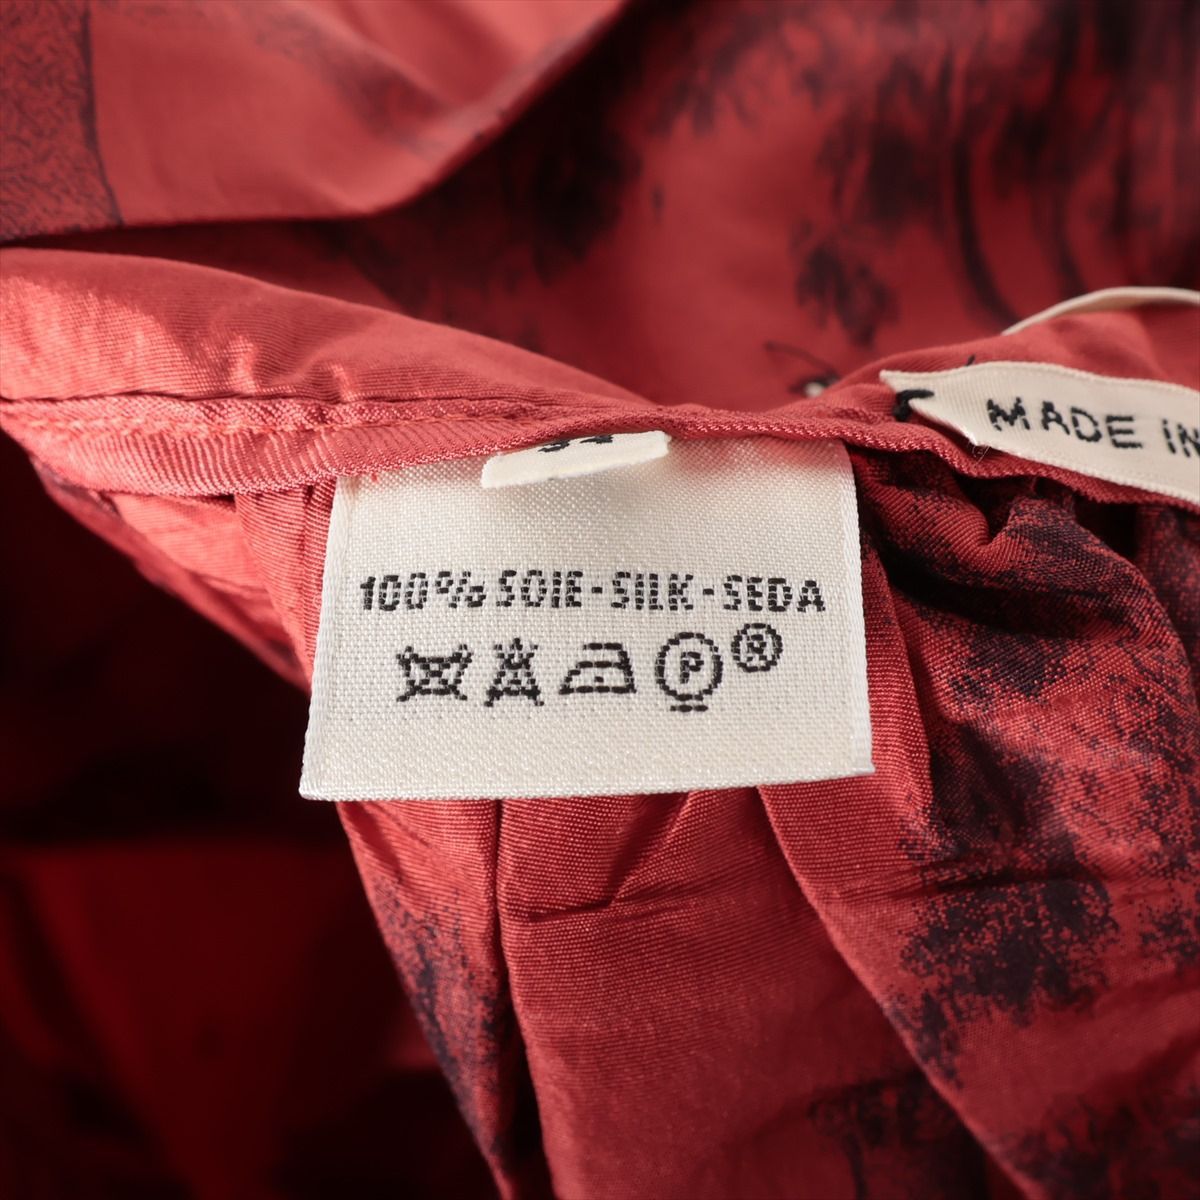 MADE IN
100% SOIE-SILK-SEDA
P ®